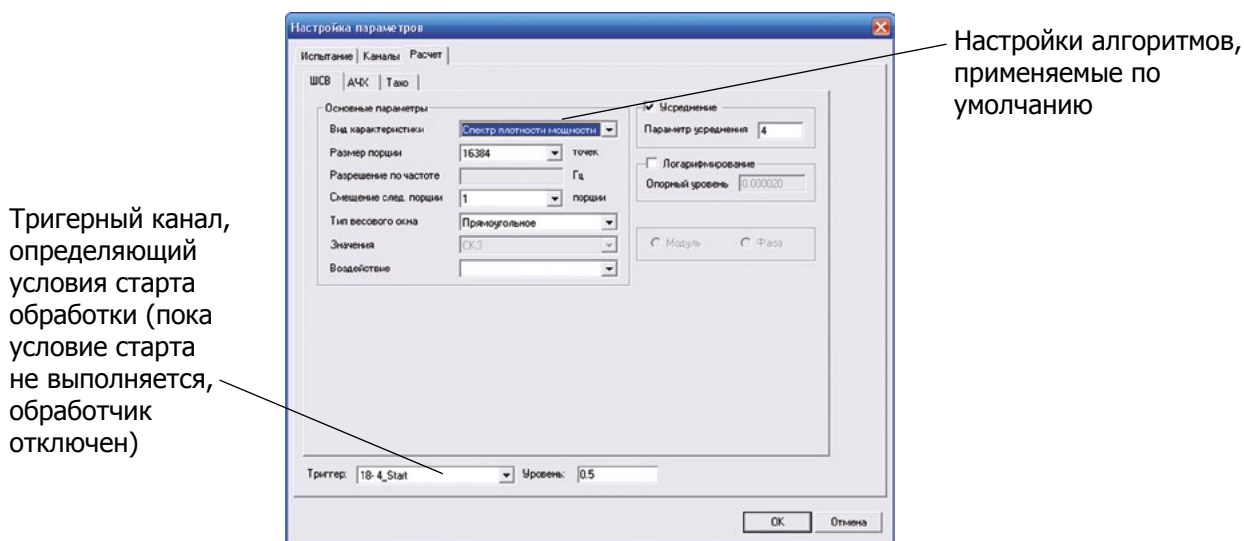 Настройка параметров
Испытание Каналы Расчет
ШСВ АЧХ Тахо
Основные параметры
Вид характеристики Спектр плотности мощности
Размер порции 16384 точек
Разрешение по частоте Гц
Смещение след. порции 1 порции
Тип весового окна Прямоугольное
Значения СКЗ
Воздействие
Усреднение
Параметр усреднения 4
Логарифмирование
Опорный уровень 0.000020
Модуль Фаза
Триггер: 18- 4_Start Уровень: 0.5
OK Отмена
Настройки алгоритмов,
применяемые по
умолчанию
Тригерный канал,
определяющий
условия старта
обработки (пока
условие старта
не выполняется,
обработчик
отключен)